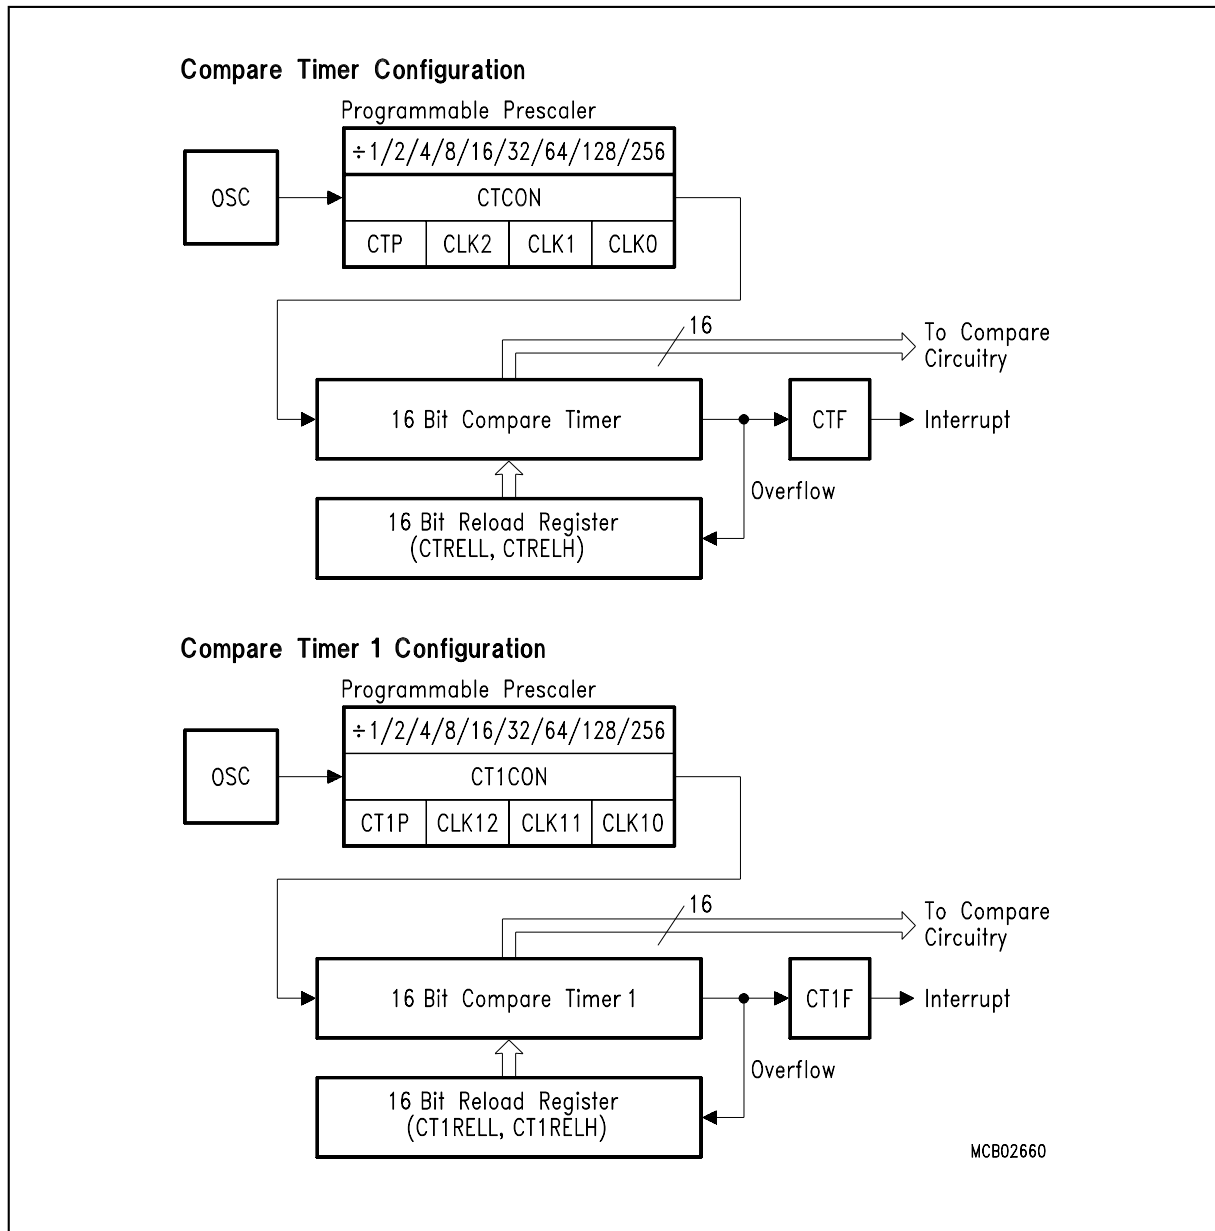 Compare Timer Configuration
Programmable Prescaler
÷1/2/4/8/16/32/64/128/256
OSC
CTCON
CTP CLK2 CLK1 CLK0
16
To Compare
Circuitry
16 Bit Compare Timer
CTF
Interrupt
Overflow
16 Bit Reload Register
(CTRELL, CTRELH)
Compare Timer 1 Configuration
Programmable Prescaler
÷1/2/4/8/16/32/64/128/256
OSC
CT1CON
CT1P CLK12 CLK11 CLK10
16
To Compare
Circuitry
16 Bit Compare Timer 1
CT1F
Interrupt
Overflow
16 Bit Reload Register
(CT1RELL, CT1RELH)
MCB02660